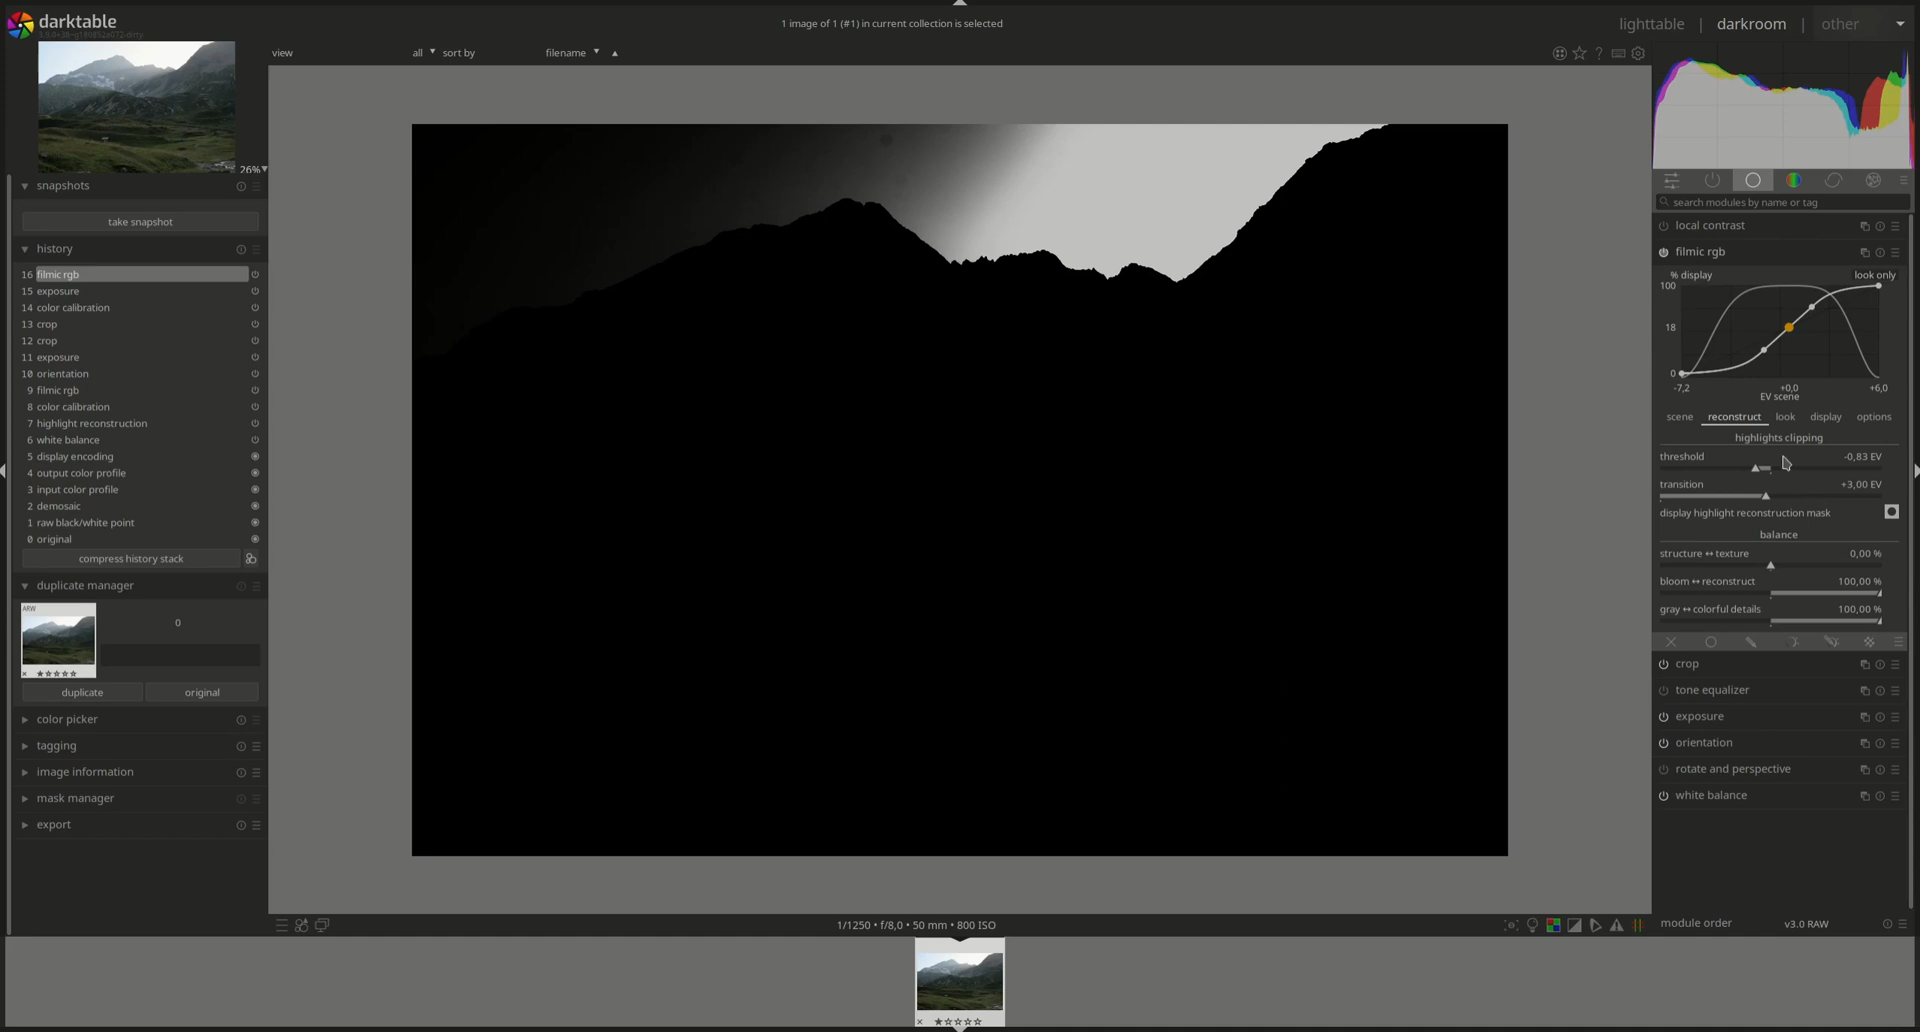 darktable
1 image of 1 (#1) in current collection is selected
lighttable | darkroom | other
view all sort by filename
26%
snapshots
take snapshot
history
16 filmic rgb
15 exposure
14 color calibration
13 crop
12 crop
11 exposure
10 orientation
9 filmic rgb
8 color calibration
7 highlight reconstruction
6 white balance
5 display encoding
4 output color profile
3 input color profile
2 demosaic
1 raw black/white point
0 original
compress history stack
duplicate manager
ARW
0
duplicate original
color picker
tagging
image information
mask manager
export
search modules by name or tag
local contrast
filmic rgb
% display look only
100
18
0
-7,2 +0,0 +6,0
EV scene
scene reconstruct look display options
highlights clipping
threshold -0,83 EV
transition +3,00 EV
display highlight reconstruction mask
balance
structure ↔ texture 0,00 %
bloom ↔ reconstruct 100,00 %
gray ↔ colorful details 100,00 %
crop
tone equalizer
exposure
orientation
rotate and perspective
white balance
1/1250 • f/8,0 • 50 mm • 800 ISO
module order v3.0 RAW